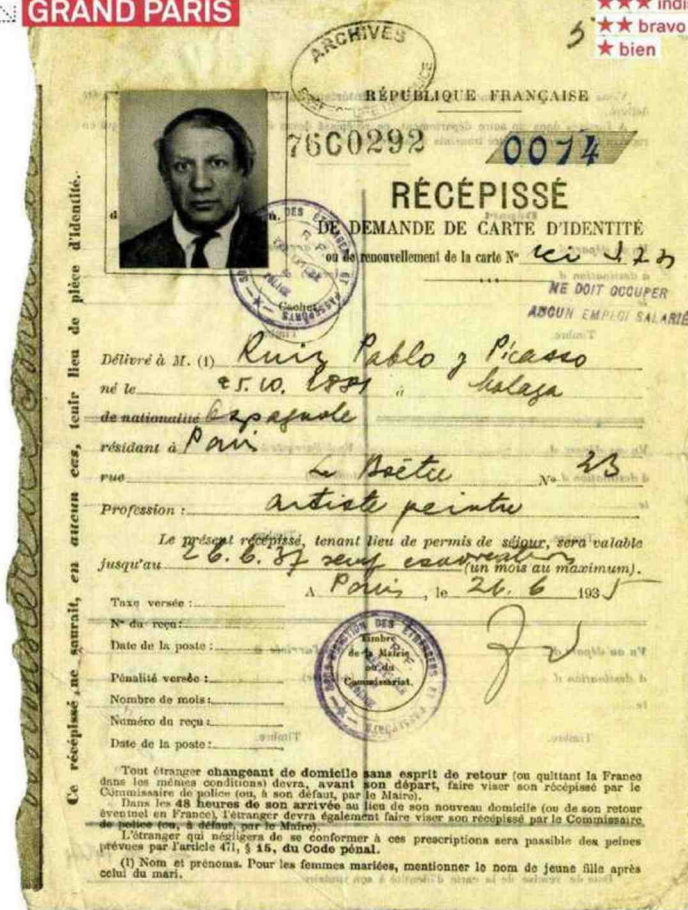 GRAND PARIS
★★★ indis
★★ bravo
★ bien
5
ARCHIVES
RÉPUBLIQUE FRANÇAISE
76C0292
0074
RÉCÉPISSÉ
DE DEMANDE DE CARTE D'IDENTITÉ
ou de renouvellement de la carte N°
NE DOIT OCCUPER
AUCUN EMPLOI SALARIÉ
Cachet
Délivré à M. (1) Ruiz Pablo y Picasso
né le 25.10.1881 à Malaga
de nationalité Espagnole
résidant à Paris
rue La Boétie N° 23
Profession : artiste peintre
Le présent récépissé, tenant lieu de permis de séjour, sera valable
jusqu'au 26.6.37 sauf (un mois au maximum).
A Paris, le 26.6 1935
Taxe versée :
N° du reçu :
Date de la poste :
Pénalité versée :
Nombre de mois :
Numéro du reçu :
Date de la poste :
Timbre
de la Mairie
ou du
Commissariat.
Tout étranger changeant de domicile sans esprit de retour (ou quittant la France
dans les mêmes conditions) devra, avant son départ, faire viser son récépissé par le
Commissaire de police (ou, à son défaut, par le Maire).
Dans les 48 heures de son arrivée au lieu de son nouveau domicile (ou de son retour
éventuel en France), l'étranger devra également faire viser son récépissé par le Commissaire
de police (ou, à défaut, par le Maire).
L'étranger qui négligera de se conformer à ces prescriptions sera passible des peines
prévues par l'article 471, § 15, du Code pénal.
(1) Nom et prénoms. Pour les femmes mariées, mentionner le nom de jeune fille après
celui du mari.
Ce récépissé ne saurait, en aucun cas, tenir lieu de pièce d'identité.